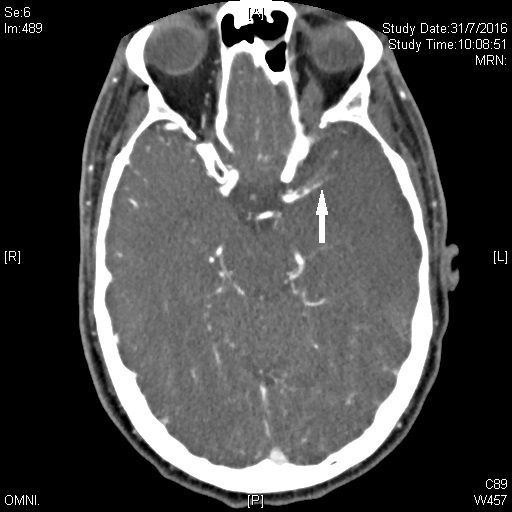 Se:6
Im:489
[A]
Study Date:31/7/2016
Study Time:10:08:51
MRN:
[R]
[L]
OMNI.
[P]
C89
W457